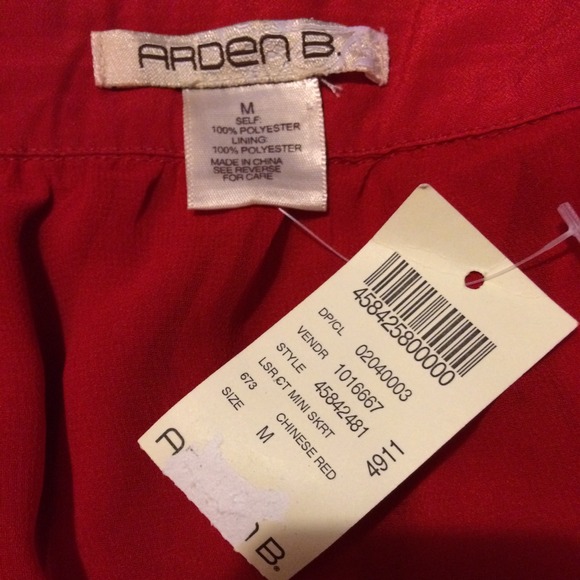 ARDEN B.
M
SELF:
100% POLYESTER
LINING:
100% POLYESTER
MADE IN CHINA
SEE REVERSE
FOR CARE
458425800000
DP/CL 02040003
VENDR 1016667
STYLE 45842481 4911
LSR,CT MINI SKRT
673 CHINESE RED
SIZE M
A B.